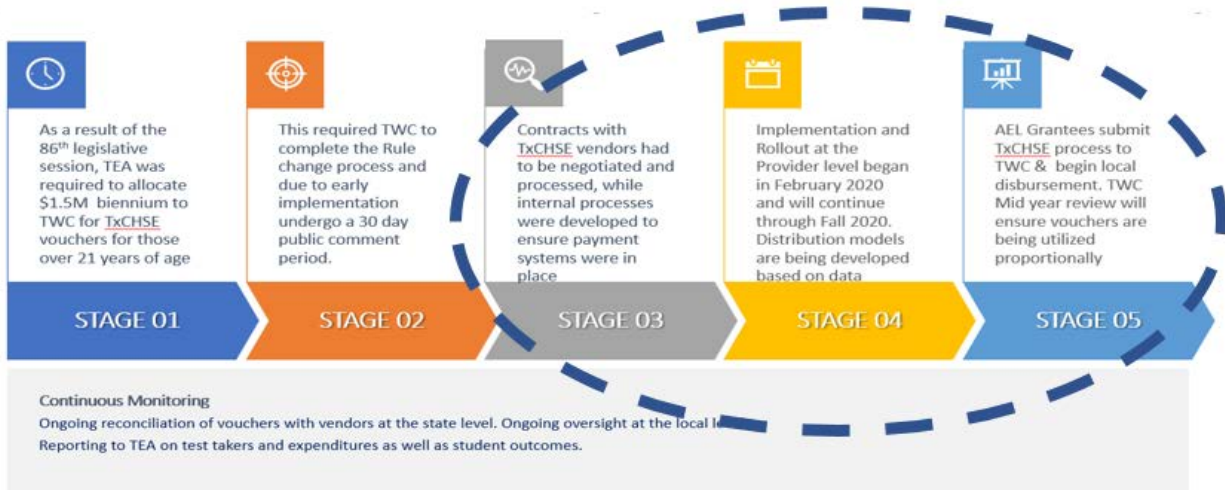 As a result of the
86th legislative
session, TEA was
required to allocate
$1.5M biennium to
TWC for TxCHSE
vouchers for those
over 21 years of age
This required TWC to
complete the Rule
change process and
due to early
implementation
undergo a 30 day
public comment
period.
Contracts with
TxCHSE vendors had
to be negotiated and
processed, while
internal processes
were developed to
ensure payment
systems were in
place
Implementation and
Rollout at the
Provider level began
in February 2020
and will continue
through Fall 2020.
Distribution models
are being developed
based on data
AEL Grantees submit
TxCHSE process to
TWC & begin local
disbursement. TWC
Mid year review will
ensure vouchers are
being utilized
proportionally
STAGE 01
STAGE 02
STAGE 03
STAGE 04
STAGE 05
Continuous Monitoring
Ongoing reconciliation of vouchers with vendors at the state level. Ongoing oversight at the local
Reporting to TEA on test takers and expenditures as well as student outcomes.